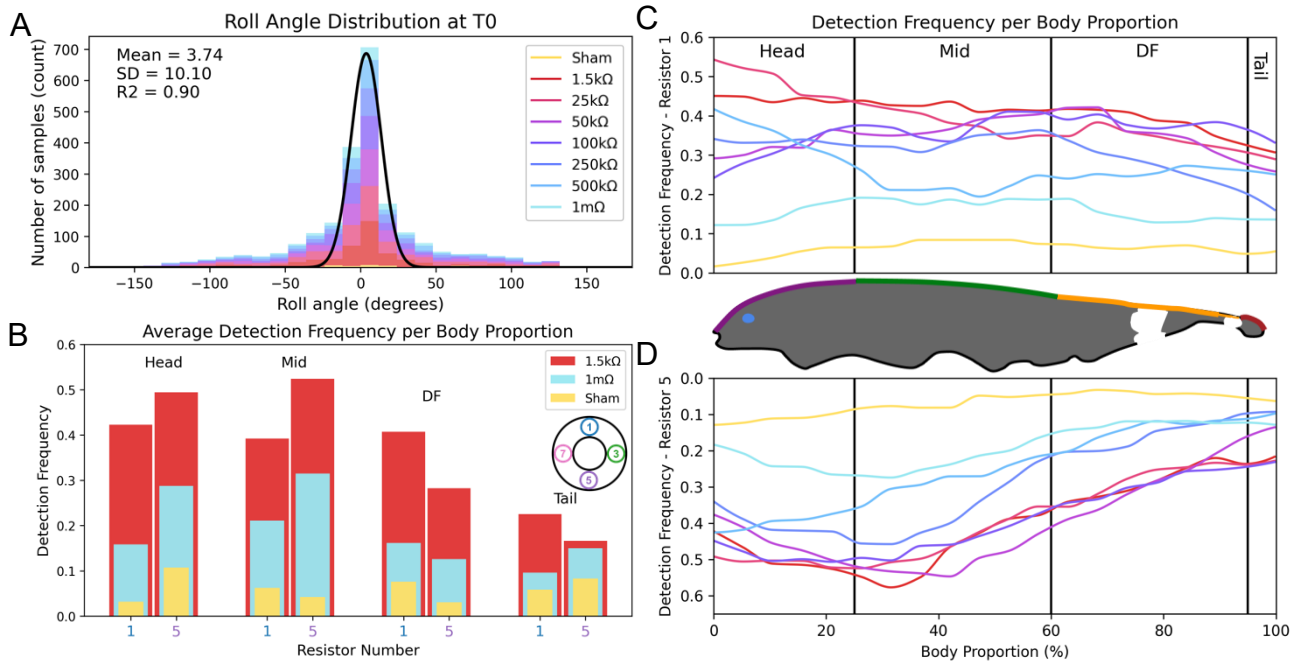 A
Roll Angle Distribution at T0
Mean = 3.74
SD = 10.10
R2 = 0.90
Number of samples (count)
700
600
500
400
300
200
100
0
−150
−100
−50
0
50
100
150
Roll angle (degrees)
Sham
1.5kΩ
25kΩ
50kΩ
100kΩ
250kΩ
500kΩ
1mΩ
B
Average Detection Frequency per Body Proportion
Detection Frequency
0.6
0.5
0.4
0.3
0.2
0.1
0.0
Head
Mid
DF
Tail
1.5kΩ
1mΩ
Sham
1
7
3
5
1
5
1
5
1
5
1
5
Resistor Number
C
Detection Frequency per Body Proportion
Detection Frequency - Resistor 1
0.6
0.5
0.4
0.3
0.2
0.1
0.0
Head
Mid
DF
Tail
D
Detection Frequency - Resistor 5
0.0
0.1
0.2
0.3
0.4
0.5
0.6
0
20
40
60
80
100
Body Proportion (%)